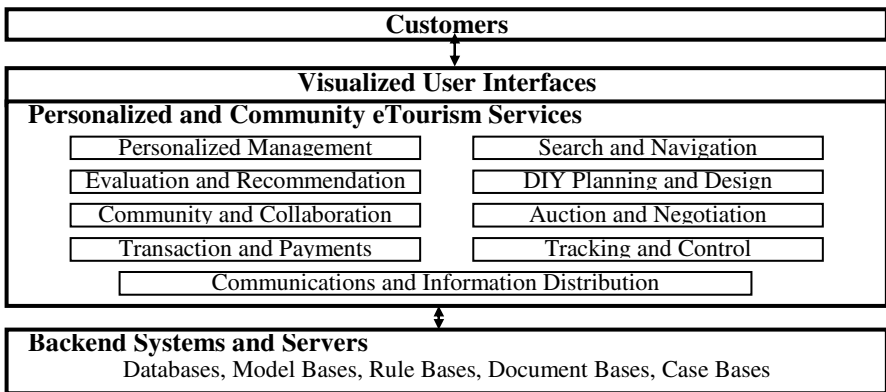 Customers
Visualized User Interfaces
Personalized and Community eTourism Services
Personalized Management
Search and Navigation
Evaluation and Recommendation
DIY Planning and Design
Community and Collaboration
Auction and Negotiation
Transaction and Payments
Tracking and Control
Communications and Information Distribution
Backend Systems and Servers
Databases, Model Bases, Rule Bases, Document Bases, Case Bases